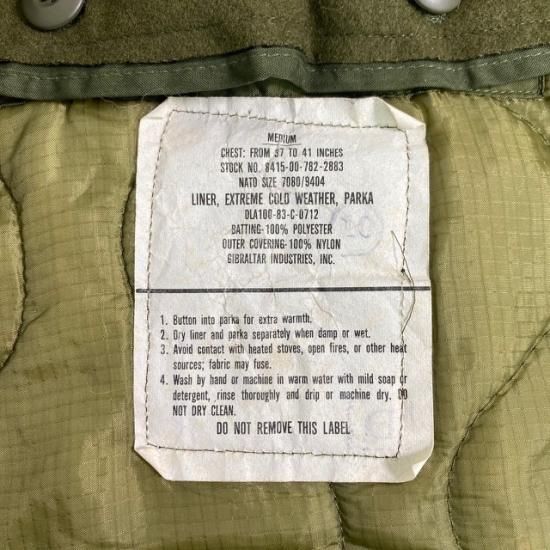 MEDIUM
CHEST: FROM 37 TO 41 INCHES
STOCK NO. 8415-00-782-2883
NATO SIZE 7080/9404
LINER, EXTREME COLD WEATHER, PARKA
DLA100-83-C-0712
BATTING-100% POLYESTER
OUTER COVERING-100% NYLON
GIBRALTAR INDUSTRIES, INC.
1. Button into parka for extra warmth.
2. Dry liner and parka separately when damp or wet.
3. Avoid contact with heated stoves, open fires, or other heat
sources; fabric may fuse.
4. Wash by hand or machine in warm water with mild soap or
detergent, rinse thoroughly and drip or machine dry. DO
NOT DRY CLEAN.
DO NOT REMOVE THIS LABEL